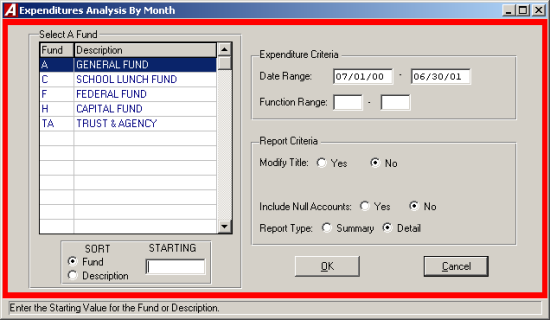 Expenditures Analysis By Month
Select A Fund
Fund Description
A GENERAL FUND
C SCHOOL LUNCH FUND
F FEDERAL FUND
H CAPITAL FUND
TA TRUST & AGENCY
SORT STARTING
Fund
Description
Expenditure Criteria
Date Range: 07/01/00 - 06/30/01
Function Range: -
Report Criteria
Modify Title: Yes No
Include Null Accounts: Yes No
Report Type: Summary Detail
OK Cancel
Enter the Starting Value for the Fund or Description.